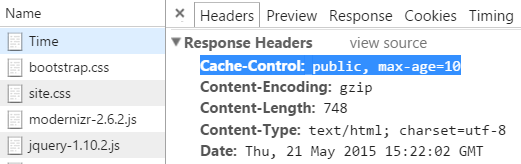 Name
Time
bootstrap.css
site.css
modernizr-2.6.2.js
jquery-1.10.2.js
× Headers Preview Response Cookies Timing
▼ Response Headers view source
Cache-Control: public, max-age=10
Content-Encoding: gzip
Content-Length: 748
Content-Type: text/html; charset=utf-8
Date: Thu, 21 May 2015 15:22:02 GMT